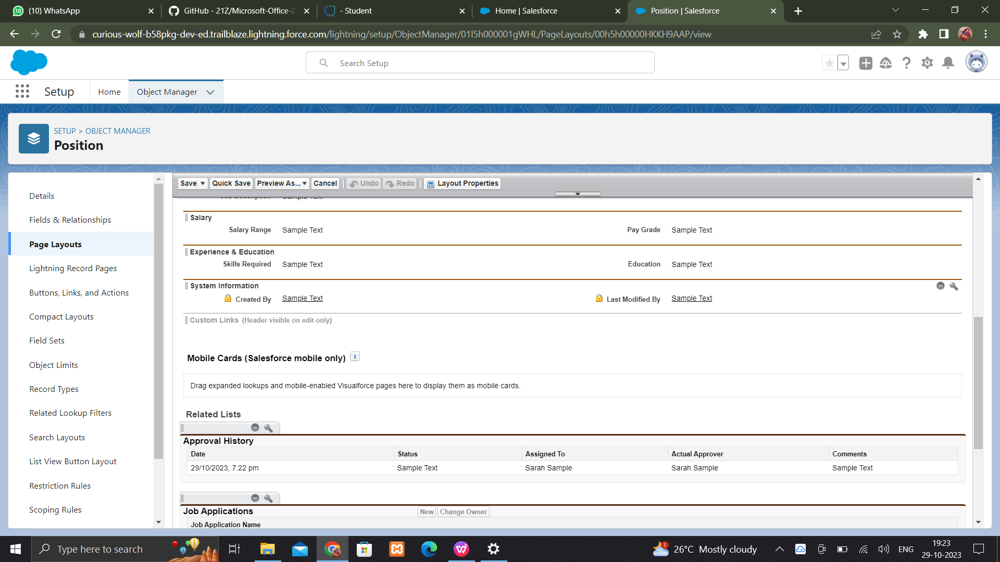 (10) WhatsApp
GitHub - 21Z/Microsoft-Office-2
- Student
Home | Salesforce
Position | Salesforce
curious-wolf-b58pkg-dev-ed.trailblaze.lightning.force.com/lightning/setup/ObjectManager/01I5h000001gWHL/PageLayouts/00h5h00000HKKH9AAP/view
Search Setup
Setup Home Object Manager
SETUP > OBJECT MANAGER
Position
Details
Fields & Relationships
Page Layouts
Lightning Record Pages
Buttons, Links, and Actions
Compact Layouts
Field Sets
Object Limits
Record Types
Related Lookup Filters
Search Layouts
List View Button Layout
Restriction Rules
Scoping Rules
Save Quick Save Preview As... Cancel Undo Redo Layout Properties
Job Description Sample Text
Salary
Salary Range Sample Text Pay Grade Sample Text
Experience & Education
Skills Required Sample Text Education Sample Text
System Information
Created By Sample Text Last Modified By Sample Text
Custom Links (Header visible on edit only)
Mobile Cards (Salesforce mobile only) i
Drag expanded lookups and mobile-enabled Visualforce pages here to display them as mobile cards.
Related Lists
Approval History
Date Status Assigned To Actual Approver Comments
29/10/2023, 7:22 pm Sample Text Sarah Sample Sarah Sample Sample Text
Job Applications New Change Owner
Job Application Name
Type here to search
1
26°C Mostly cloudy
ENG
19:23
29-10-2023